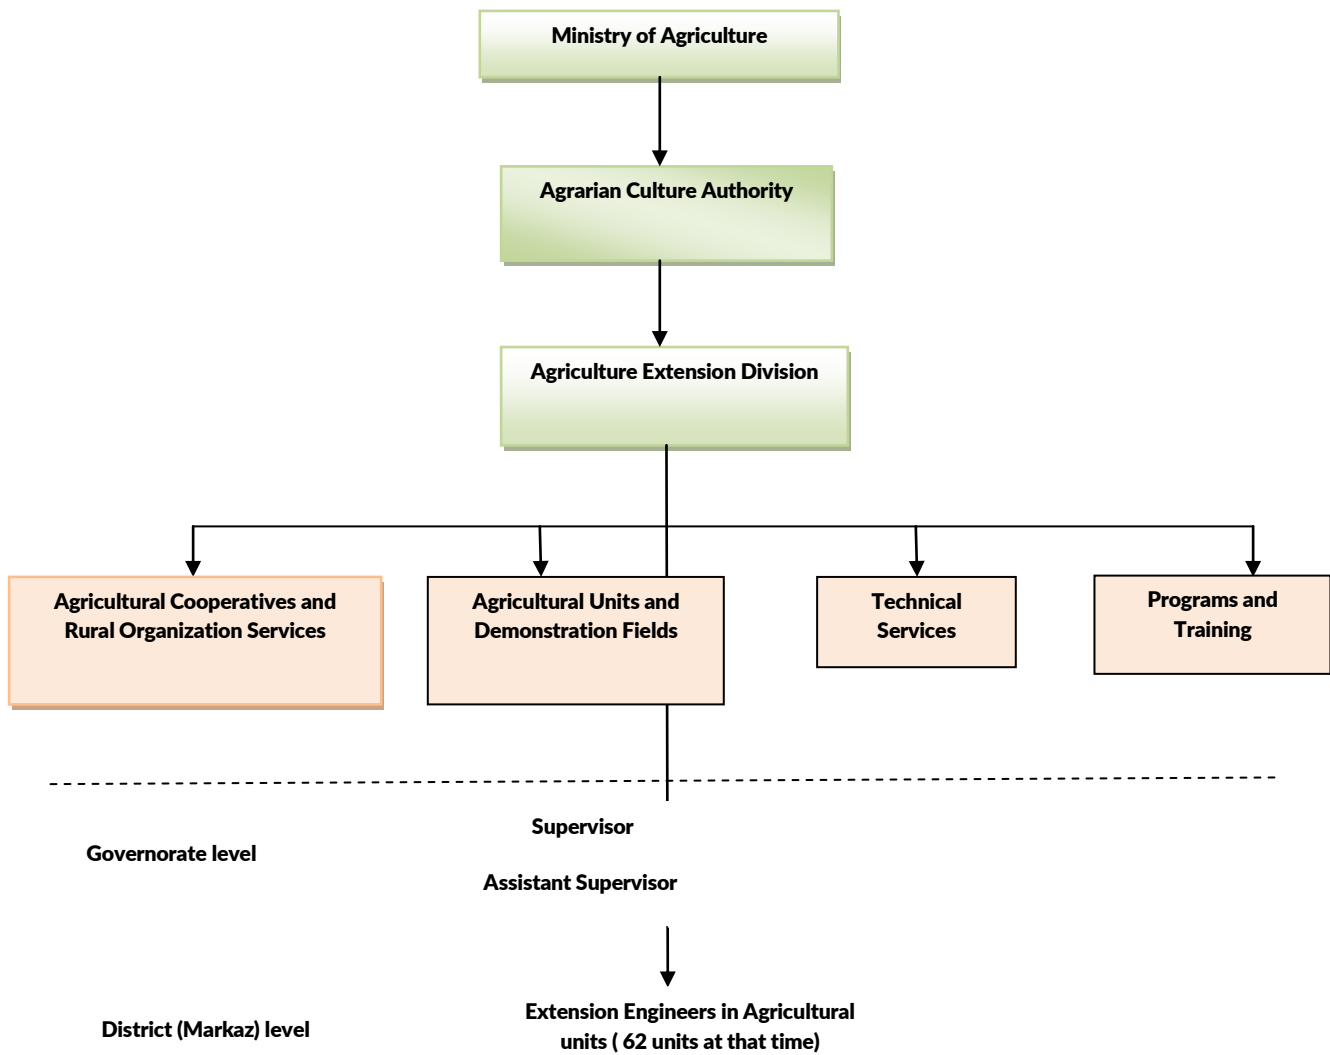 Ministry of Agriculture
Agrarian Culture Authority
Agriculture Extension Division
Agricultural Cooperatives and
Rural Organization Services
Agricultural Units and
Demonstration Fields
Technical
Services
Programs and
Training
Supervisor
Governorate level
Assistant Supervisor
Extension Engineers in Agricultural
units ( 62 units at that time)
District (Markaz) level